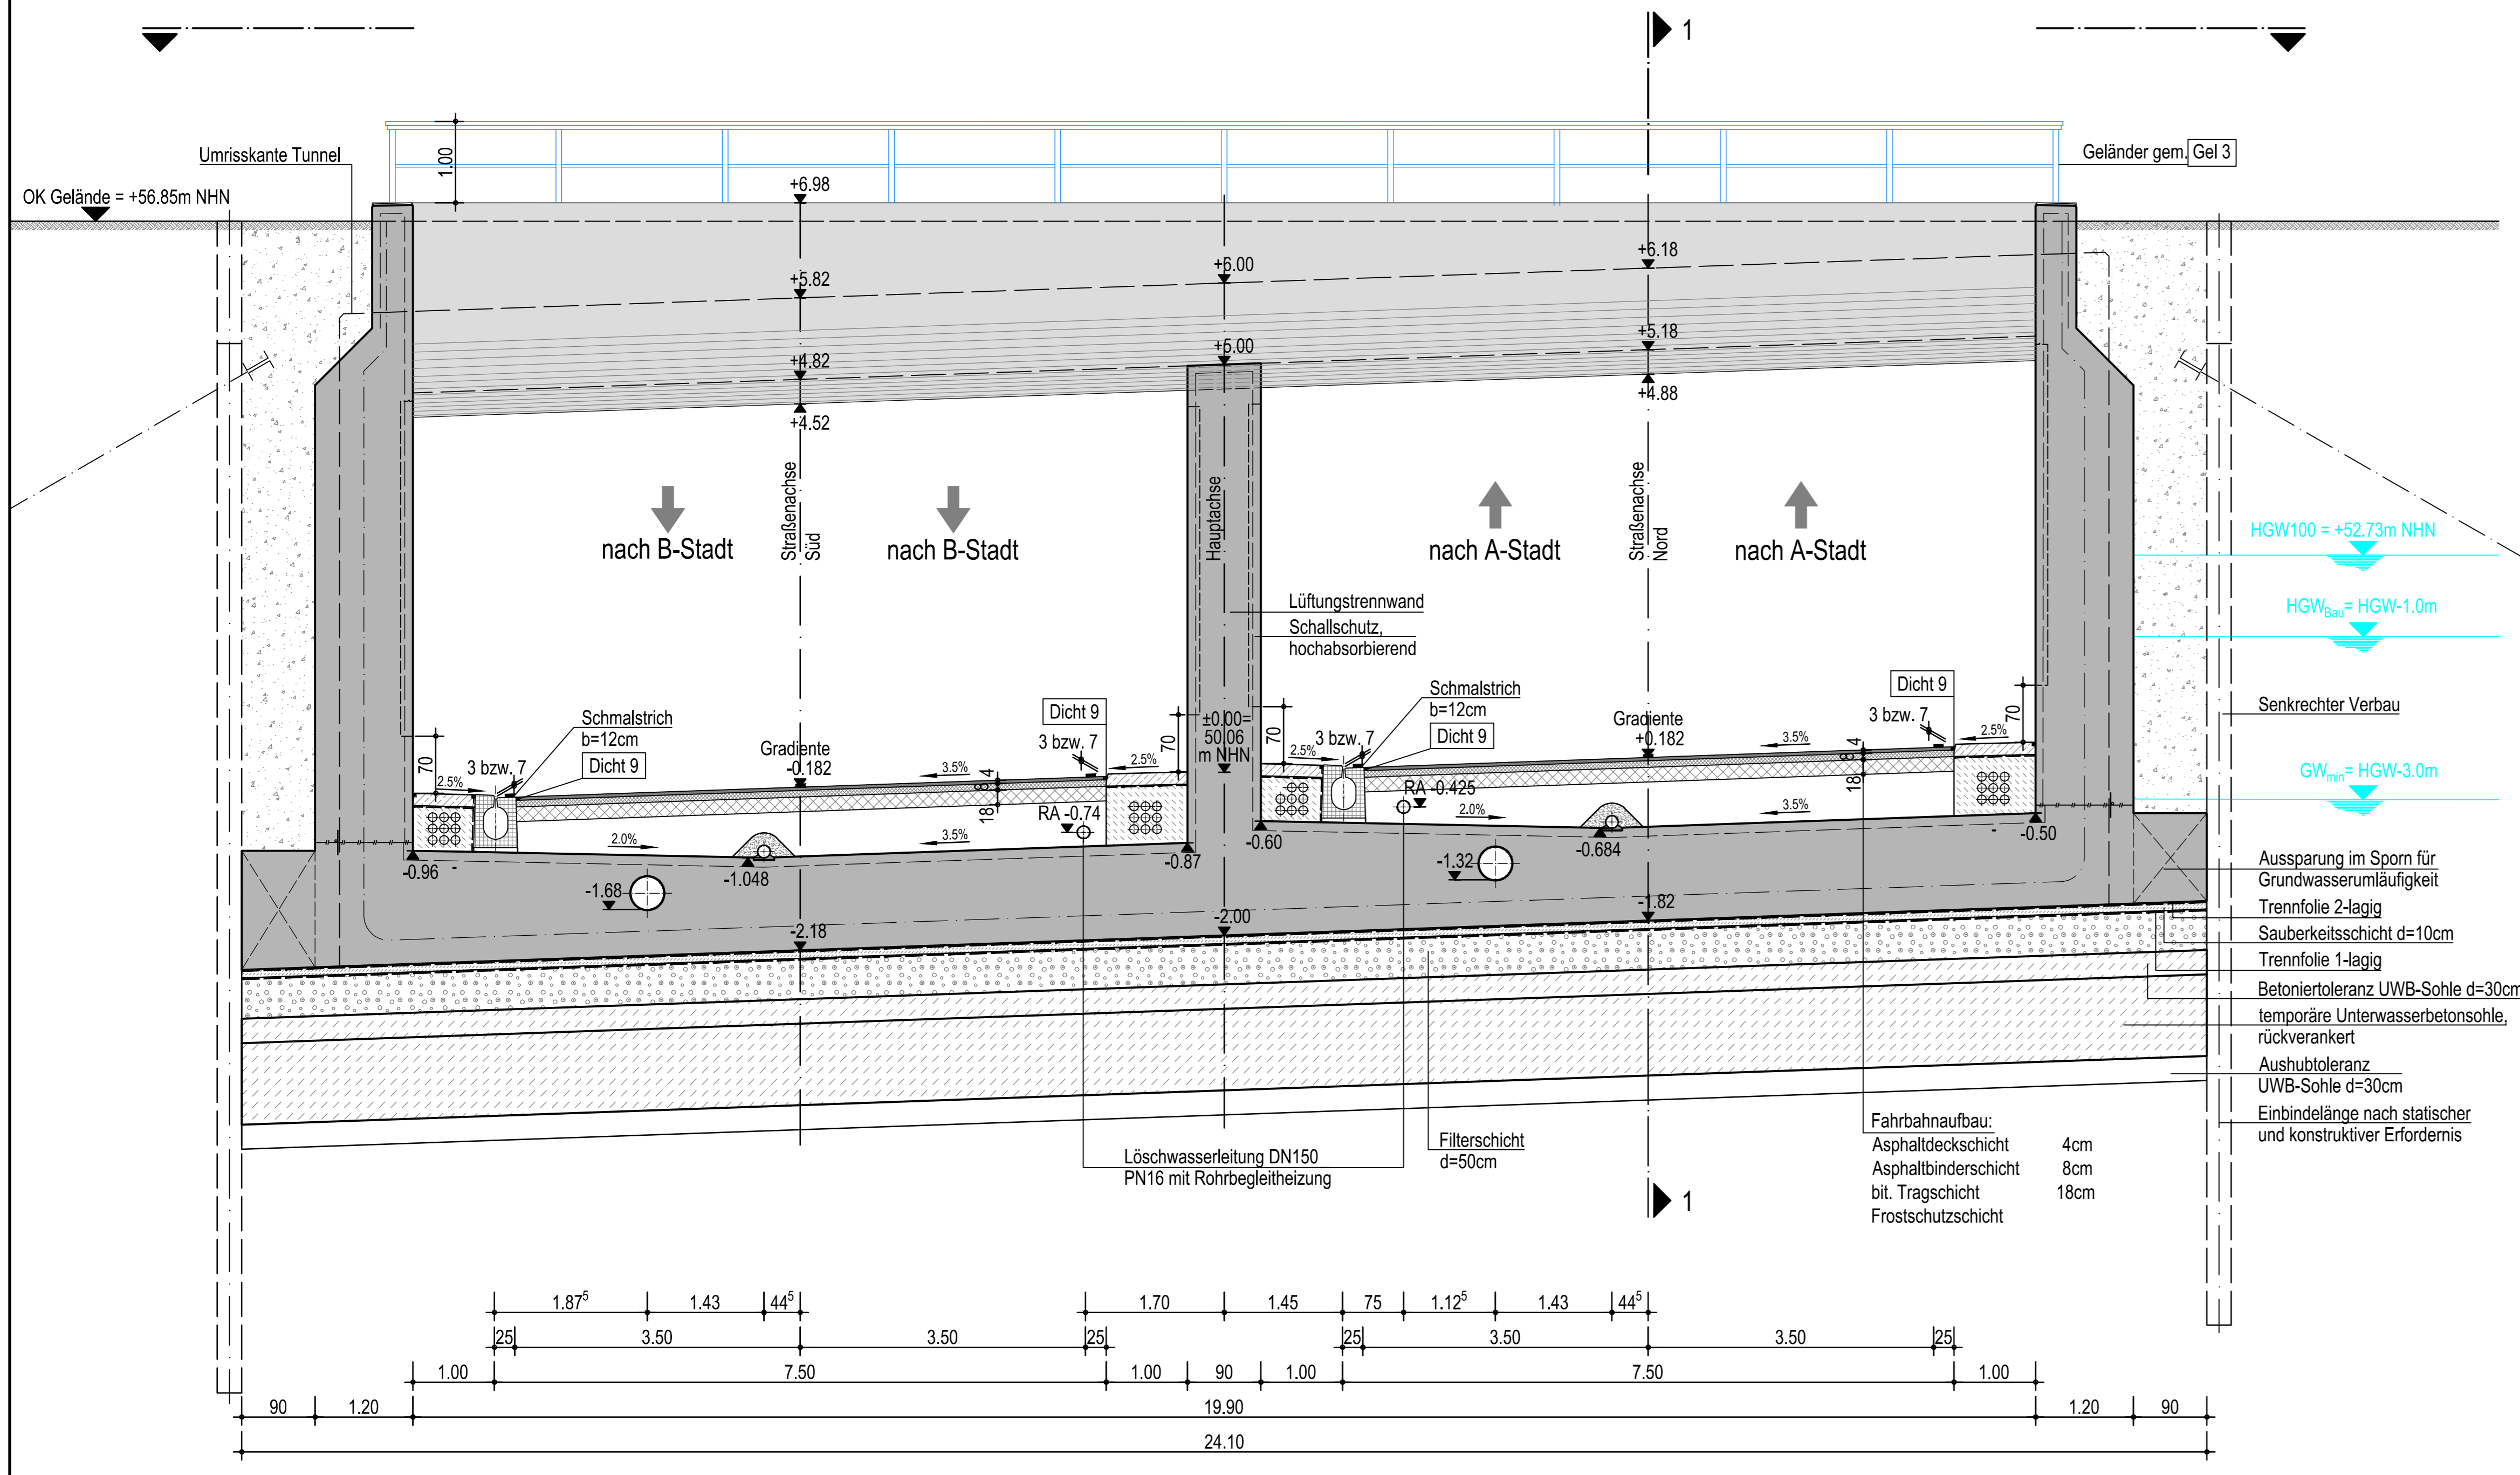 1
Umrisskante Tunnel
1.00
Geländer gem. Gel 3
OK Gelände = +56.85m NHN
+6.98
+6.18
+6.00
+5.82
+5.18
+5.00
+4.82
+4.88
+4.52
Straßenachse
Süd
Hauptachse
Straßenachse
Nord
nach B-Stadt
nach B-Stadt
nach A-Stadt
nach A-Stadt
HGW100 = +52.73m NHN
HGWBau= HGW-1.0m
GWmin= HGW-3.0m
Lüftungstrennwand
Schallschutz,
hochabsorbierend
Schmalstrich
b=12cm
Dicht 9
Dicht 9
Schmalstrich
b=12cm
Dicht 9
Dicht 9
Senkrechter Verbau
±0.00=
50.06
m NHN
Gradiente
-0.182
Gradiente
+0.182
3 bzw. 7
3 bzw. 7
3 bzw. 7
3 bzw. 7
70
70
70
70
2.5%
3.5%
2.5%
2.5%
3.5%
2.5%
4
8
18
4
8
18
RA -0.74
RA -0.425
2.0%
3.5%
2.0%
3.5%
-0.96
-1.048
-0.87
-0.60
-0.684
-0.50
-1.68
-1.32
-2.18
-2.00
-1.82
Aussparung im Sporn für
Grundwasserumläufigkeit
Trennfolie 2-lagig
Sauberkeitsschicht d=10cm
Trennfolie 1-lagig
Betoniertoleranz UWB-Sohle d=30cm
temporäre Unterwasserbetonsohle,
rückverankert
Aushubtoleranz
UWB-Sohle d=30cm
Einbindelänge nach statischer
und konstruktiver Erfordernis
Löschwasserleitung DN150
PN16 mit Rohrbegleitheizung
Filterschicht
d=50cm
Fahrbahnaufbau:
Asphaltdeckschicht 4cm
Asphaltbinderschicht 8cm
bit. Tragschicht 18cm
Frostschutzschicht
1
1.87⁵ 1.43 44⁵ 1.70 1.45 75 1.12⁵ 1.43 44⁵
25 3.50 3.50 25 25 3.50 3.50 25
1.00 7.50 1.00 90 1.00 7.50 1.00
90 1.20 19.90 1.20 90
24.10